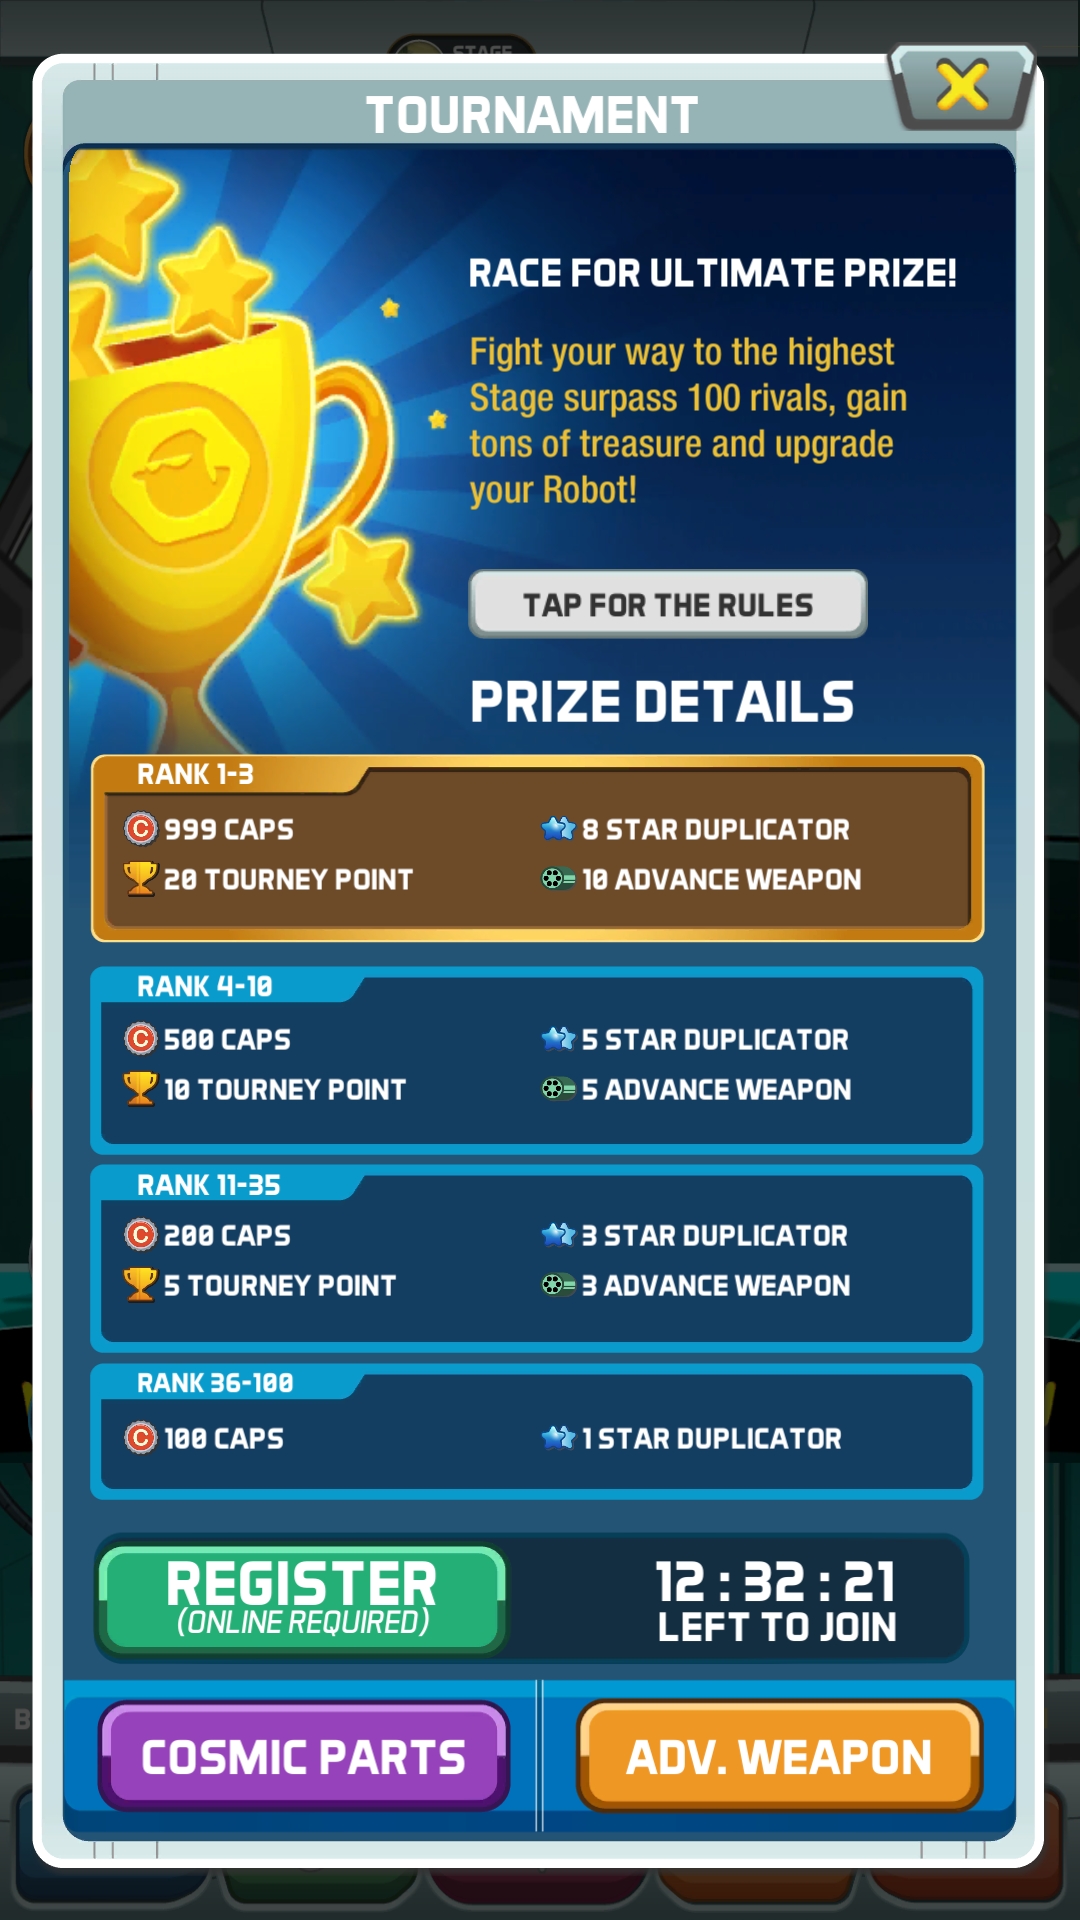 STAGE
TOURNAMENT
RACE FOR ULTIMATE PRIZE!
Fight your way to the highest
Stage surpass 100 rivals, gain
tons of treasure and upgrade
your Robot!
TAP FOR THE RULES
PRIZE DETAILS
RANK 1-3
C 999 CAPS
8 STAR DUPLICATOR
20 TOURNEY POINT
10 ADVANCE WEAPON
RANK 4-10
C 500 CAPS
5 STAR DUPLICATOR
10 TOURNEY POINT
5 ADVANCE WEAPON
RANK 11-35
C 200 CAPS
3 STAR DUPLICATOR
5 TOURNEY POINT
3 ADVANCE WEAPON
RANK 36-100
C 100 CAPS
1 STAR DUPLICATOR
REGISTER
(ONLINE REQUIRED)
12 : 32 : 21
LEFT TO JOIN
COSMIC PARTS
ADV. WEAPON